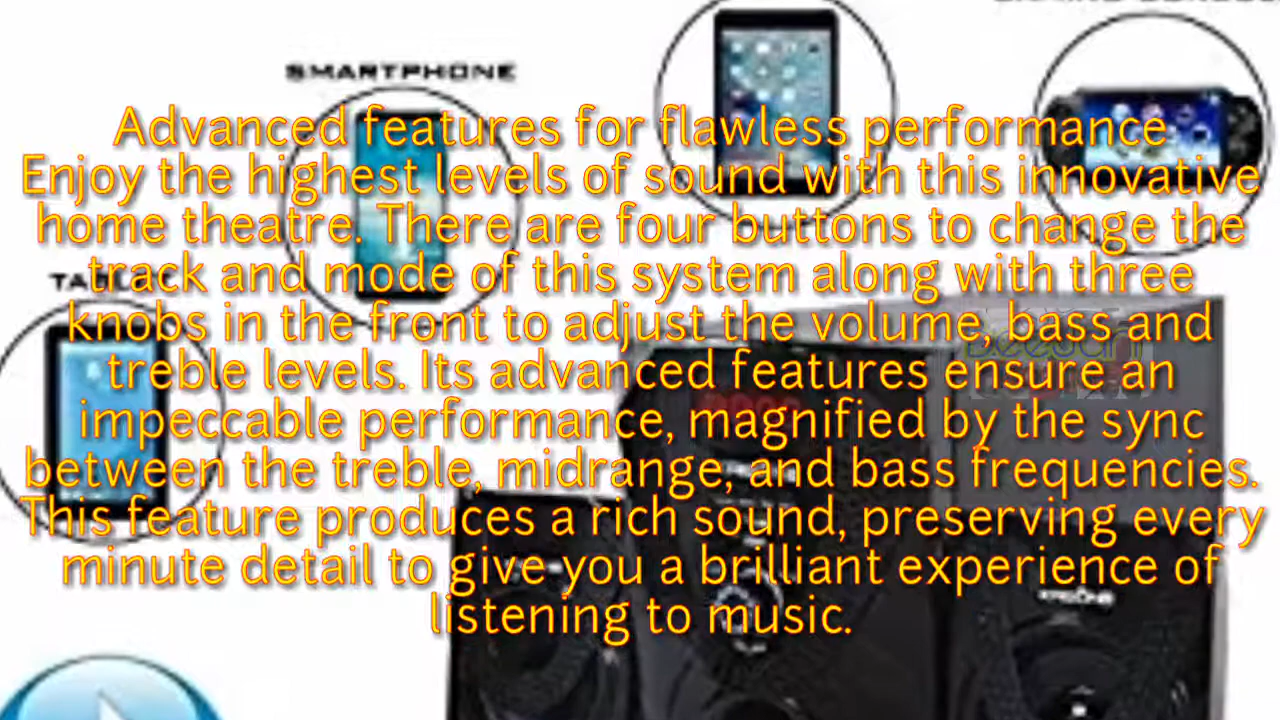 SMARTPHONE
Advanced features for flawless performance
Enjoy the highest levels of sound with this innovative
home theatre. There are four buttons to change the
track and mode of this system along with three
knobs in the front to adjust the volume, bass and
treble levels. Its advanced features ensure an
impeccable performance, magnified by the sync
between the treble, midrange, and bass frequencies.
This feature produces a rich sound, preserving every
minute detail to give you a brilliant experience of
listening to music.